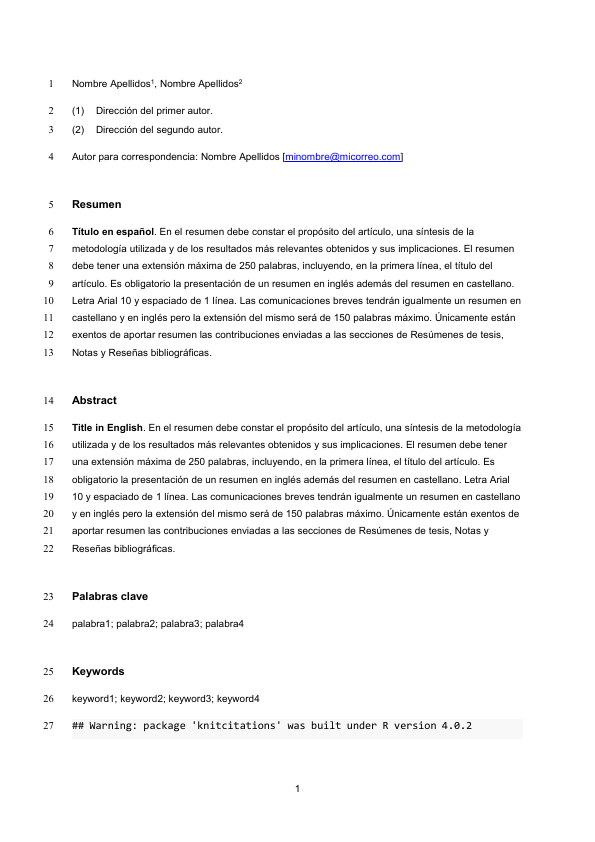 1 Nombre Apellidos¹, Nombre Apellidos²
2 (1) Dirección del primer autor.
3 (2) Dirección del segundo autor.
4 Autor para correspondencia: Nombre Apellidos [minombre@micorreo.com]
5 Resumen
6 Título en español. En el resumen debe constar el propósito del artículo, una síntesis de la
7 metodología utilizada y de los resultados más relevantes obtenidos y sus implicaciones. El resumen
8 debe tener una extensión máxima de 250 palabras, incluyendo, en la primera línea, el título del
9 artículo. Es obligatorio la presentación de un resumen en inglés además del resumen en castellano.
10 Letra Arial 10 y espaciado de 1 línea. Las comunicaciones breves tendrán igualmente un resumen en
11 castellano y en inglés pero la extensión del mismo será de 150 palabras máximo. Únicamente están
12 exentos de aportar resumen las contribuciones enviadas a las secciones de Resúmenes de tesis,
13 Notas y Reseñas bibliográficas.
14 Abstract
15 Title in English. En el resumen debe constar el propósito del artículo, una síntesis de la metodología
16 utilizada y de los resultados más relevantes obtenidos y sus implicaciones. El resumen debe tener
17 una extensión máxima de 250 palabras, incluyendo, en la primera línea, el título del artículo. Es
18 obligatorio la presentación de un resumen en inglés además del resumen en castellano. Letra Arial
19 10 y espaciado de 1 línea. Las comunicaciones breves tendrán igualmente un resumen en castellano
20 y en inglés pero la extensión del mismo será de 150 palabras máximo. Únicamente están exentos de
21 aportar resumen las contribuciones enviadas a las secciones de Resúmenes de tesis, Notas y
22 Reseñas bibliográficas.
23 Palabras clave
24 palabra1; palabra2; palabra3; palabra4
25 Keywords
26 keyword1; keyword2; keyword3; keyword4
27 ## Warning: package 'knitcitations' was built under R version 4.0.2
1